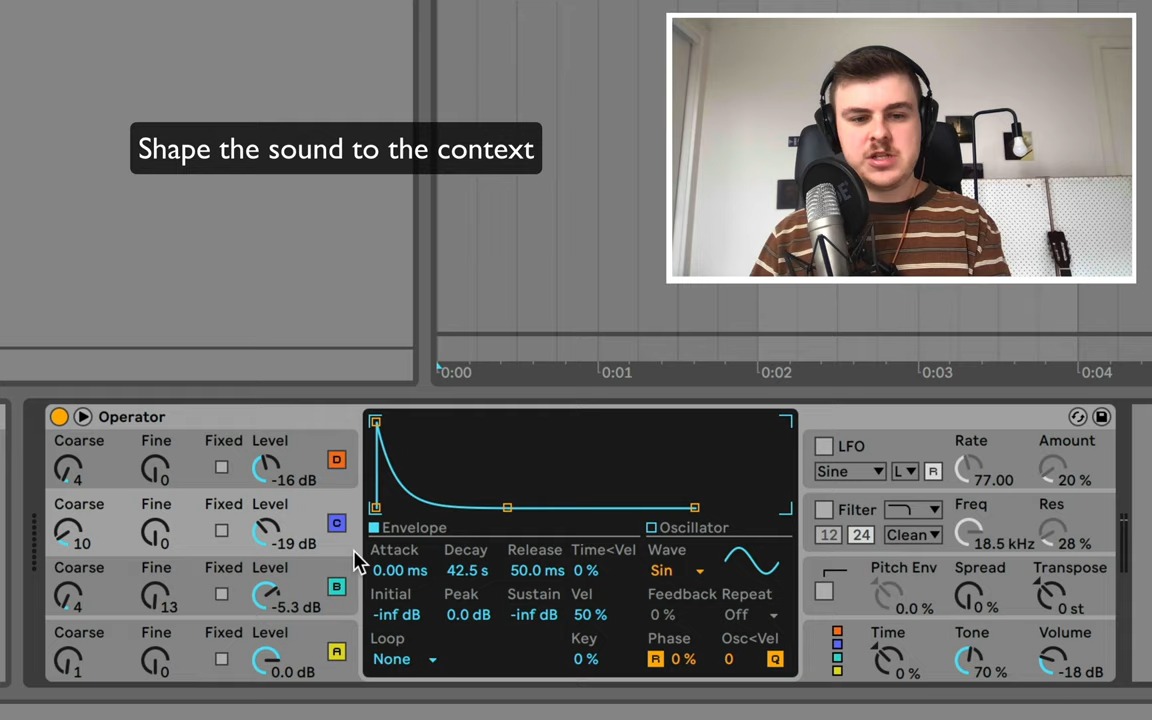 Shape the sound to the context
0:00 0:01 0:02 0:03 0:04
Operator
Coarse Fine Fixed Level
4 0 -16 dB D
Coarse Fine Fixed Level
10 0 -19 dB C
Coarse Fine Fixed Level
4 13 -5.3 dB B
Coarse Fine Fixed Level
1 0 0.0 dB A
Envelope Oscillator
Attack Decay Release Time<Vel Wave
0.00 ms 42.5 s 50.0 ms 0 % Sin
Initial Peak Sustain Vel Feedback Repeat
-inf dB 0.0 dB -inf dB 50 % 0 % Off
Loop Key Phase Osc<Vel
None 0 % R 0 % 0 Q
LFO Rate Amount
Sine L R 77.00 20 %
Filter Freq Res
12 24 Clean 18.5 kHz 28 %
Pitch Env Spread Transpose
0.0 % 0 % 0 st
Time Tone Volume
0 % 70 % -18 dB